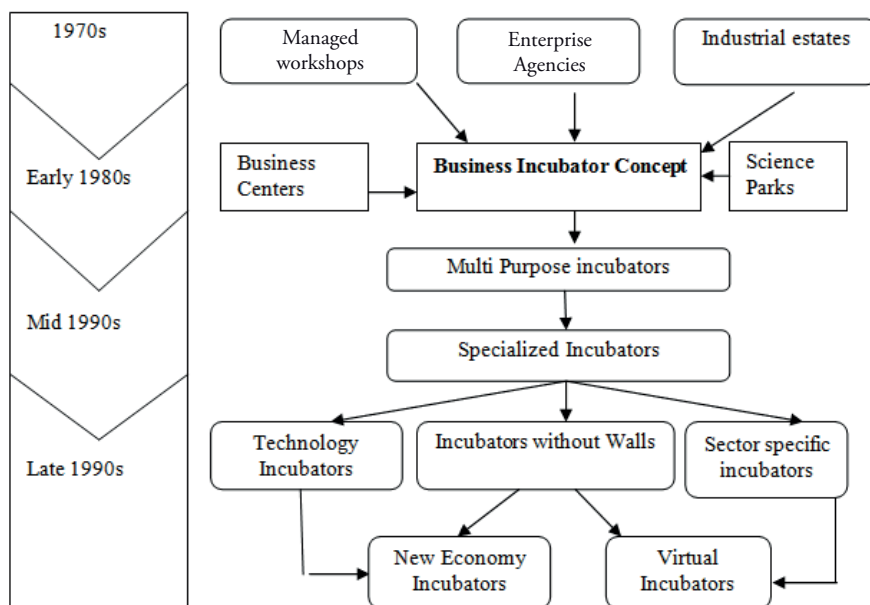 1970s
Managed
workshops
Enterprise
Agencies
Industrial estates
Early 1980s
Business
Centers
Business Incubator Concept
Science
Parks
Multi Purpose incubators
Mid 1990s
Specialized Incubators
Late 1990s
Technology
Incubators
Incubators without Walls
Sector specific
incubators
New Economy
Incubators
Virtual
Incubators